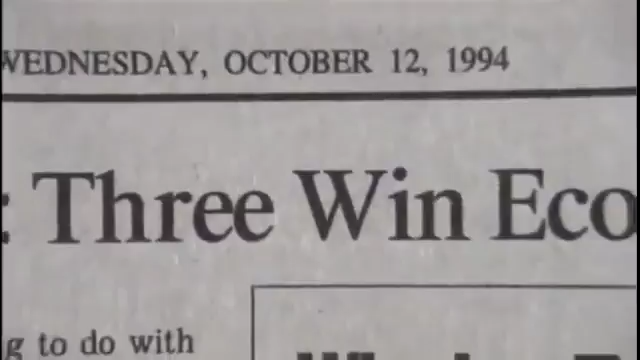 WEDNESDAY, OCTOBER 12, 1994
: Three Win Eco
g to do with